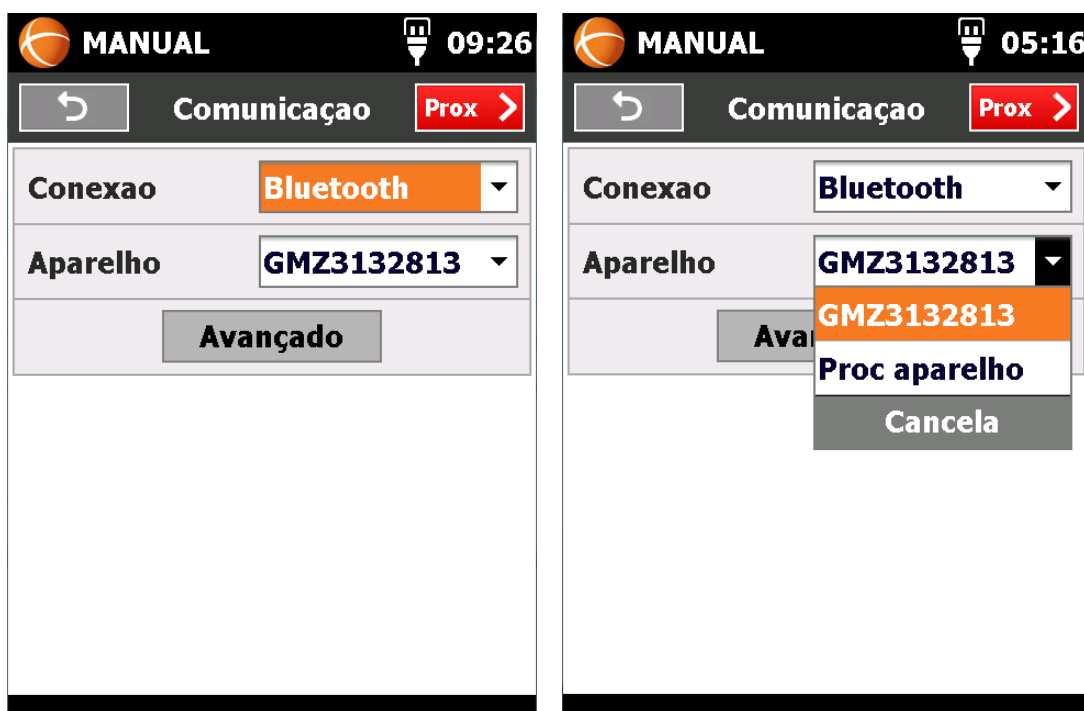 MANUAL 09:26
Comunicaçao Prox
Conexao Bluetooth
Aparelho GMZ3132813
Avançado
MANUAL 05:16
Comunicaçao Prox
Conexao Bluetooth
Aparelho GMZ3132813
GMZ3132813
Ava
Proc aparelho
Cancela